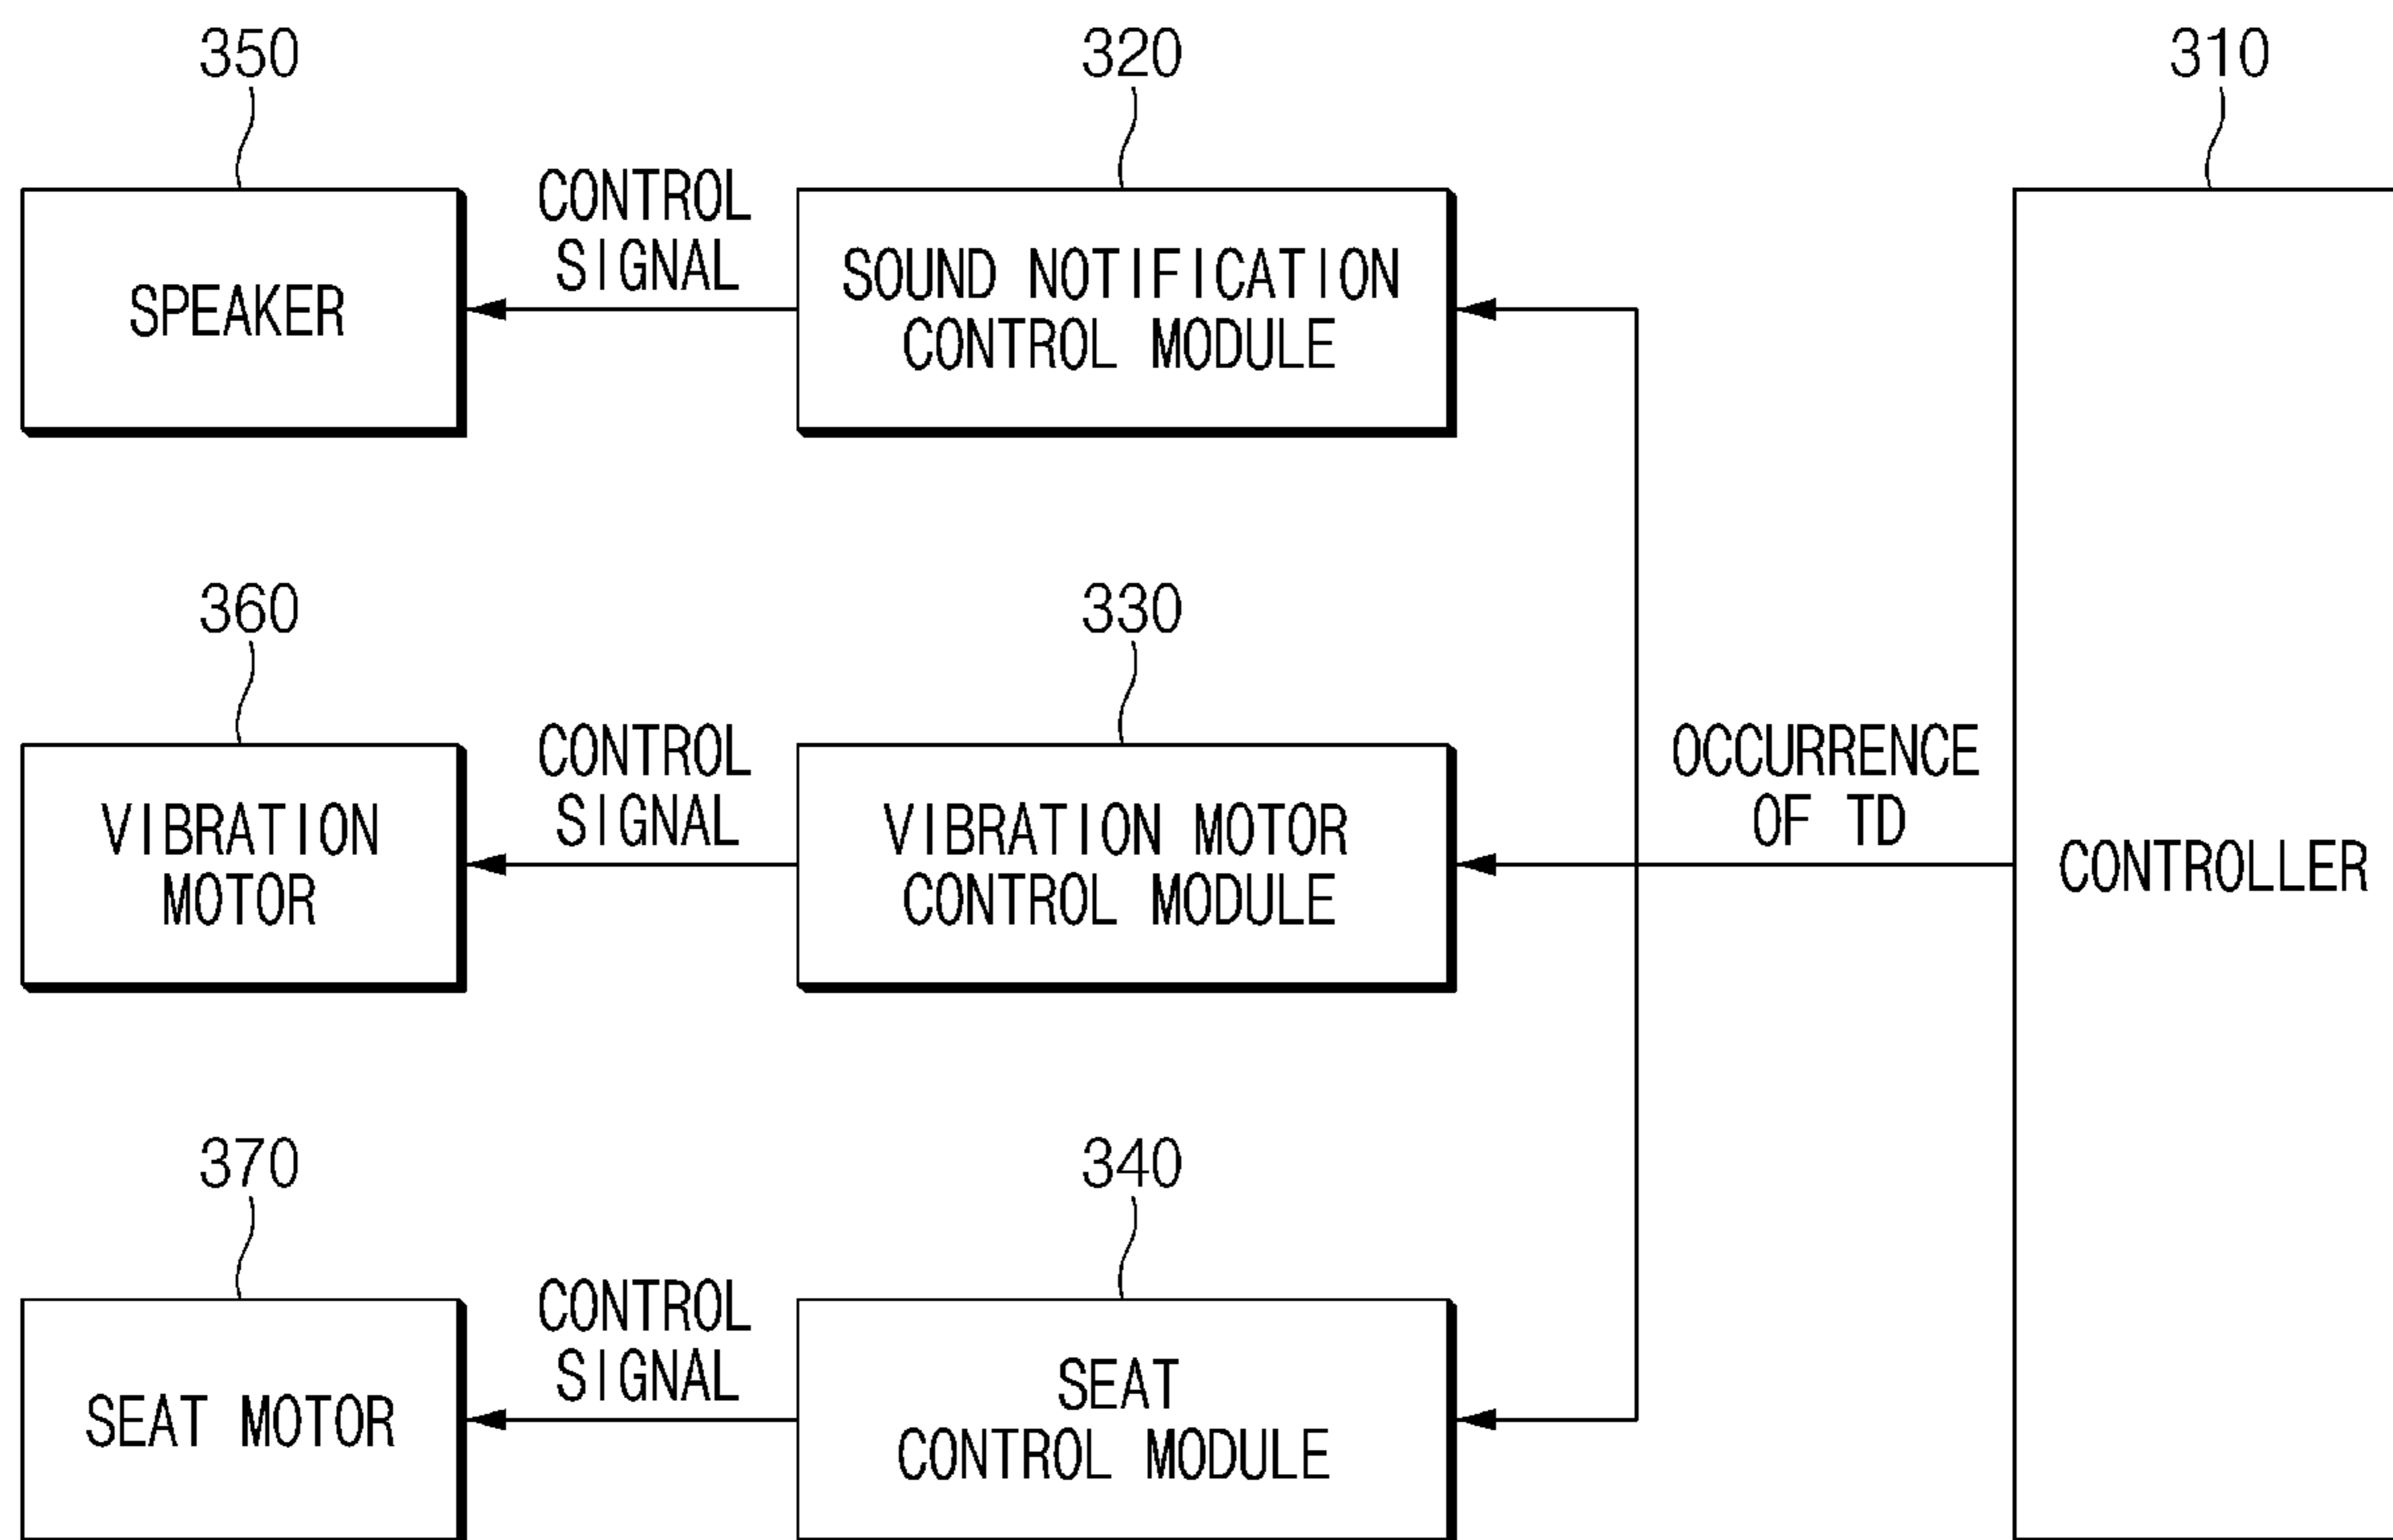 350
320
310
CONTROL
SIGNAL
SPEAKER
SOUND NOTIFICATION
CONTROL MODULE
360
330
CONTROL
SIGNAL
OCCURRENCE
OF TD
VIBRATION
MOTOR
VIBRATION MOTOR
CONTROL MODULE
CONTROLLER
370
340
CONTROL
SIGNAL
SEAT MOTOR
SEAT
CONTROL MODULE